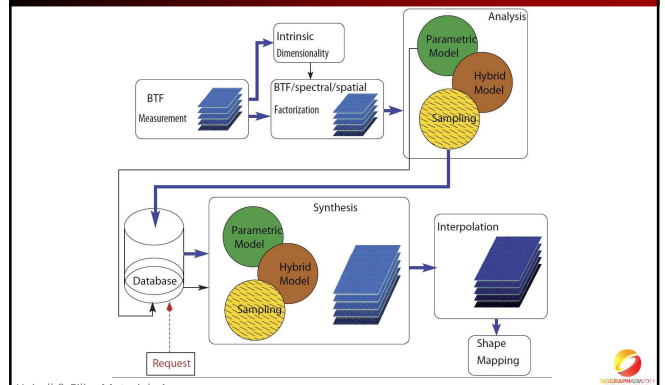 Analysis
Intrinsic
Dimensionality
Parametric
Model
Hybrid
Model
Sampling
BTF
Measurement
BTF/spectral/spatial
Factorization
Synthesis
Parametric
Model
Hybrid
Model
Sampling
Interpolation
Database
Request
Shape
Mapping
SIGGRAPHASIA2011